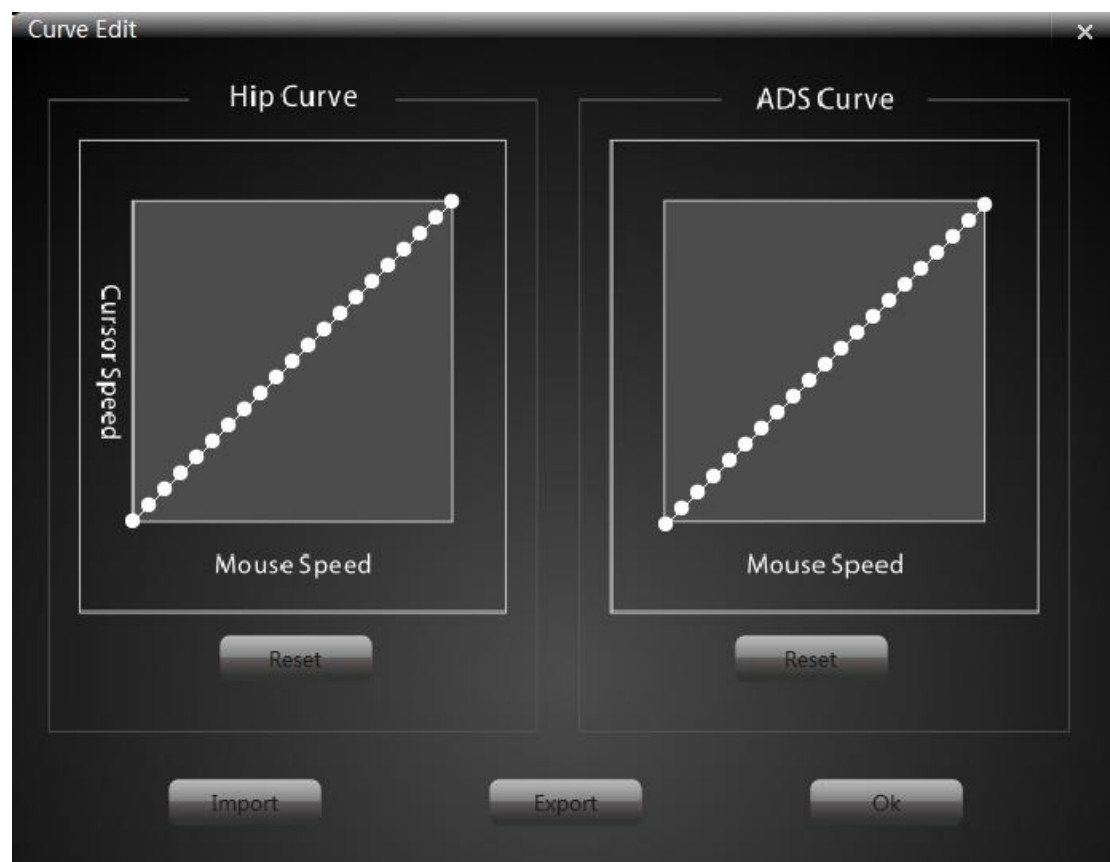 Curve Edit
Hip Curve
ADS Curve
Cursor Speed
Mouse Speed
Mouse Speed
Reset
Reset
Import
Export
Ok